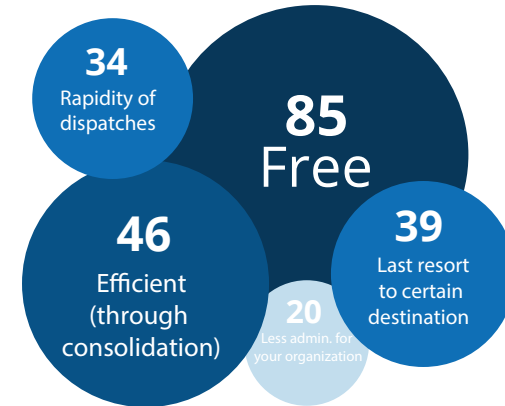 34
Rapidity of
dispatches
85
Free
46
Efficient
(through
consolidation)
39
Last resort
to certain
destination
20
Less admin. for
your organization